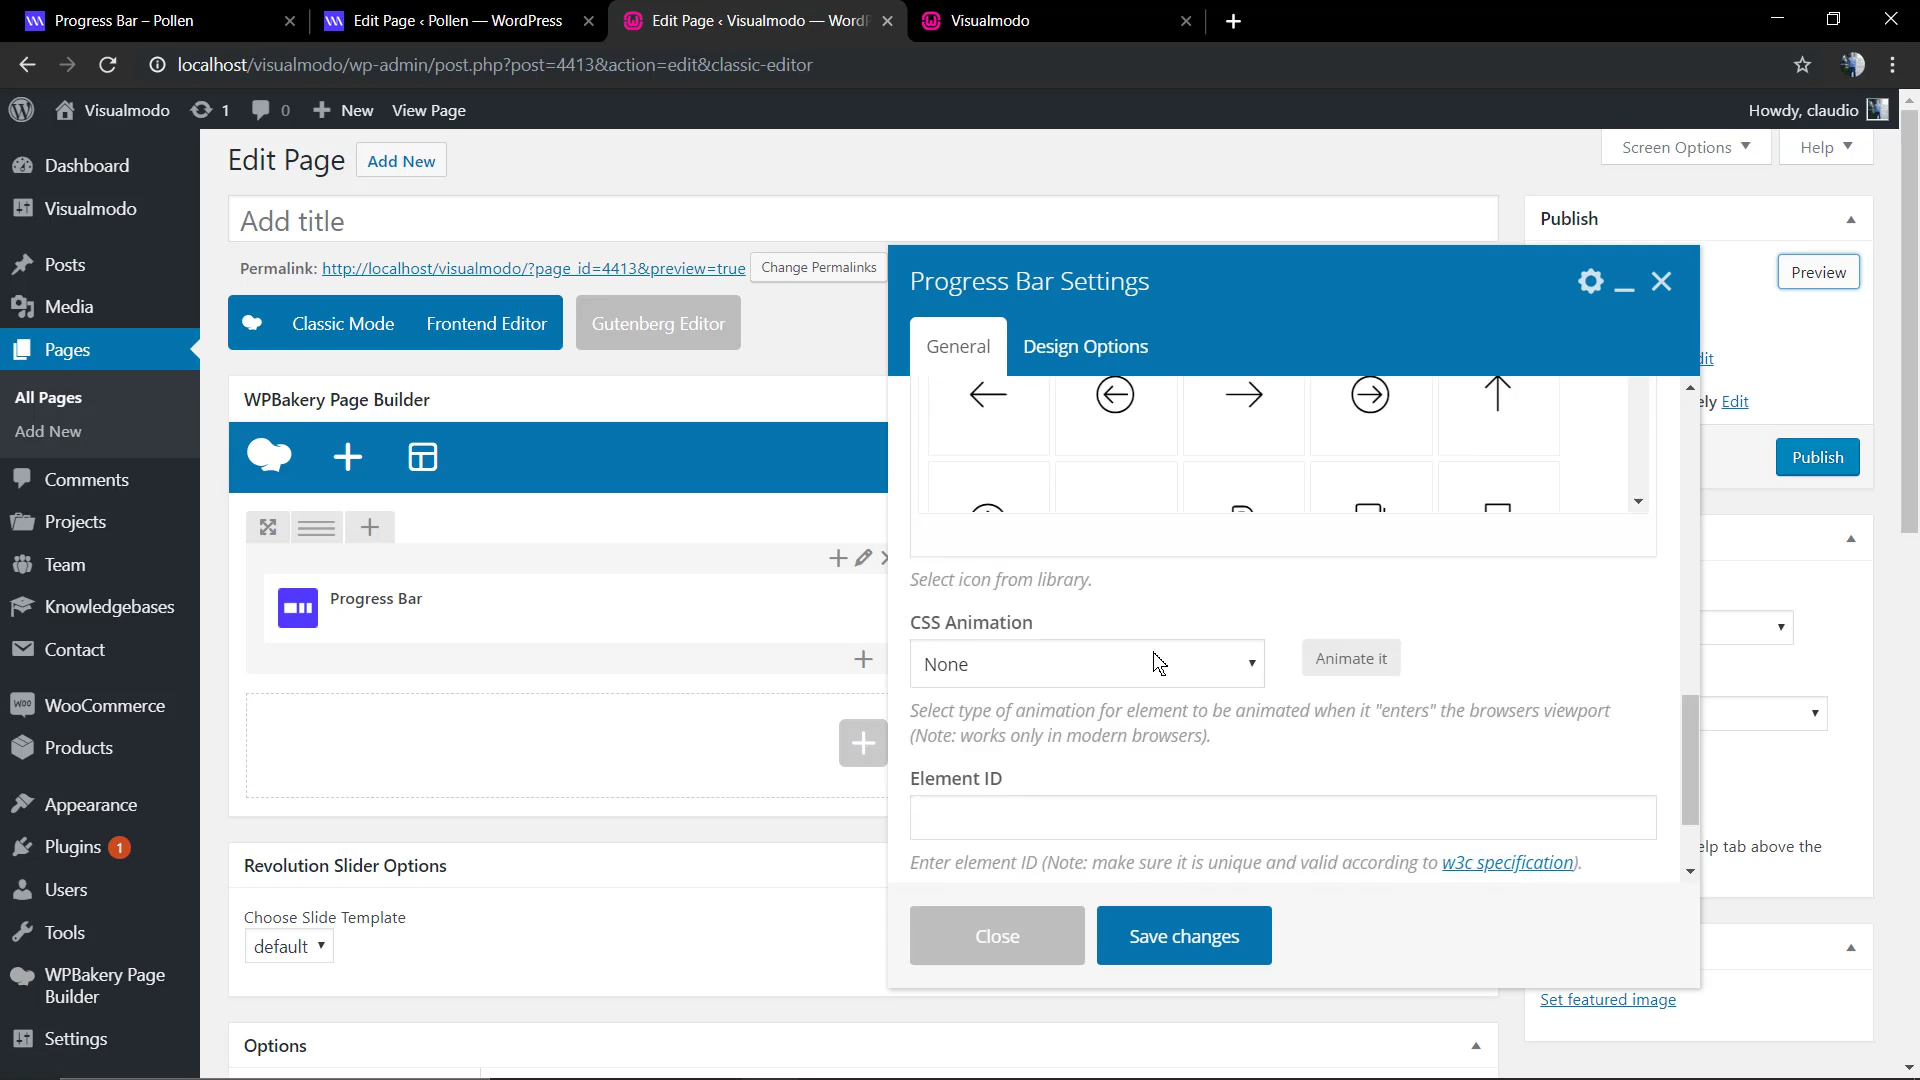 Progress Bar – Pollen
Edit Page ‹ Pollen — WordPress
Edit Page ‹ Visualmodo — WordP
Visualmodo
localhost/visualmodo/wp-admin/post.php?post=4413&action=edit&classic-editor
Visualmodo
1
0
New
View Page
Howdy, claudio
Dashboard
Visualmodo
Posts
Media
Pages
All Pages
Add New
Comments
Projects
Team
Knowledgebases
Contact
WooCommerce
Products
Appearance
Plugins 1
Users
Tools
WPBakery Page
Builder
Settings
Edit Page
Add New
Screen Options
Help
Add title
Permalink: http://localhost/visualmodo/?page_id=4413&preview=true
Change Permalinks
Classic Mode
Frontend Editor
Gutenberg Editor
WPBakery Page Builder
Progress Bar
Revolution Slider Options
Choose Slide Template
default
Options
Progress Bar Settings
General
Design Options
Select icon from library.
CSS Animation
None
Animate it
Select type of animation for element to be animated when it "enters" the browsers viewport
(Note: works only in modern browsers).
Element ID
Enter element ID (Note: make sure it is unique and valid according to w3c specification).
Close
Save changes
Publish
Preview
dit
ely Edit
Publish
elp tab above the
Set featured image